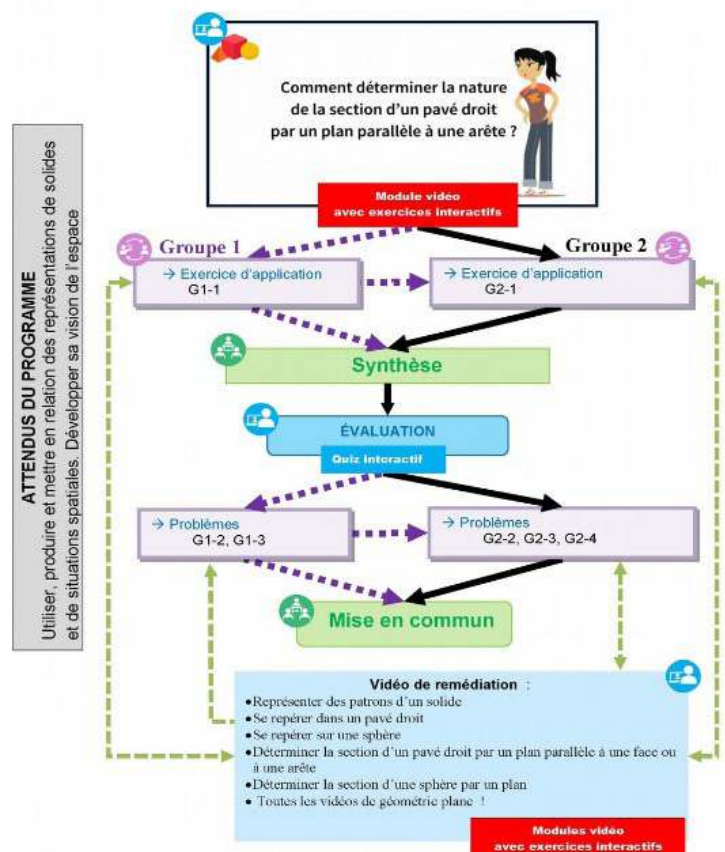 Comment déterminer la nature
de la section d'un pavé droit
par un plan parallèle à une arête ?
Module vidéo
avec exercices interactifs
ATTENDUS DU PROGRAMME
Utiliser, produire et mettre en relation des représentations de solides
et de situations spatiales. Développer sa vision de l'espace
Groupe 1
Groupe 2
→ Exercice d'application
G1-1
→ Exercice d'application
G2-1
Synthèse
ÉVALUATION
Quiz interactif
→ Problèmes
G1-2, G1-3
→ Problèmes
G2-2, G2-3, G2-4
Mise en commun
Vidéo de remédiation :
•Représenter des patrons d'un solide
•Se repérer dans un pavé droit
•Se repérer sur une sphère
•Déterminer la section d'un pavé droit par un plan parallèle à une face ou
à une arête
•Déterminer la section d'une sphère par un plan
• Toutes les vidéos de géométrie plane !
Modules vidéo
avec exercices interactifs